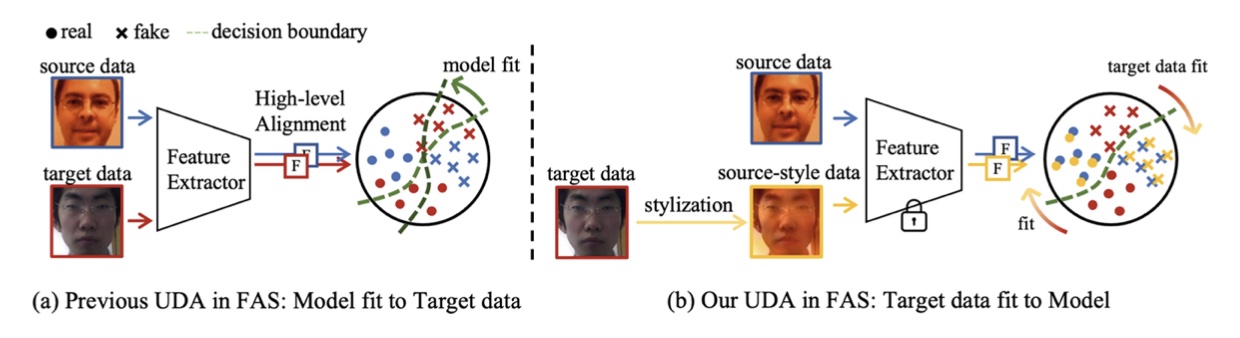 real fake decision boundary
source data
target data
High-level
Alignment
Feature
Extractor
F
F
model fit
(a) Previous UDA in FAS: Model fit to Target data
target data
stylization
source data
source-style data
Feature
Extractor
F
F
target data fit
fit
(b) Our UDA in FAS: Target data fit to Model